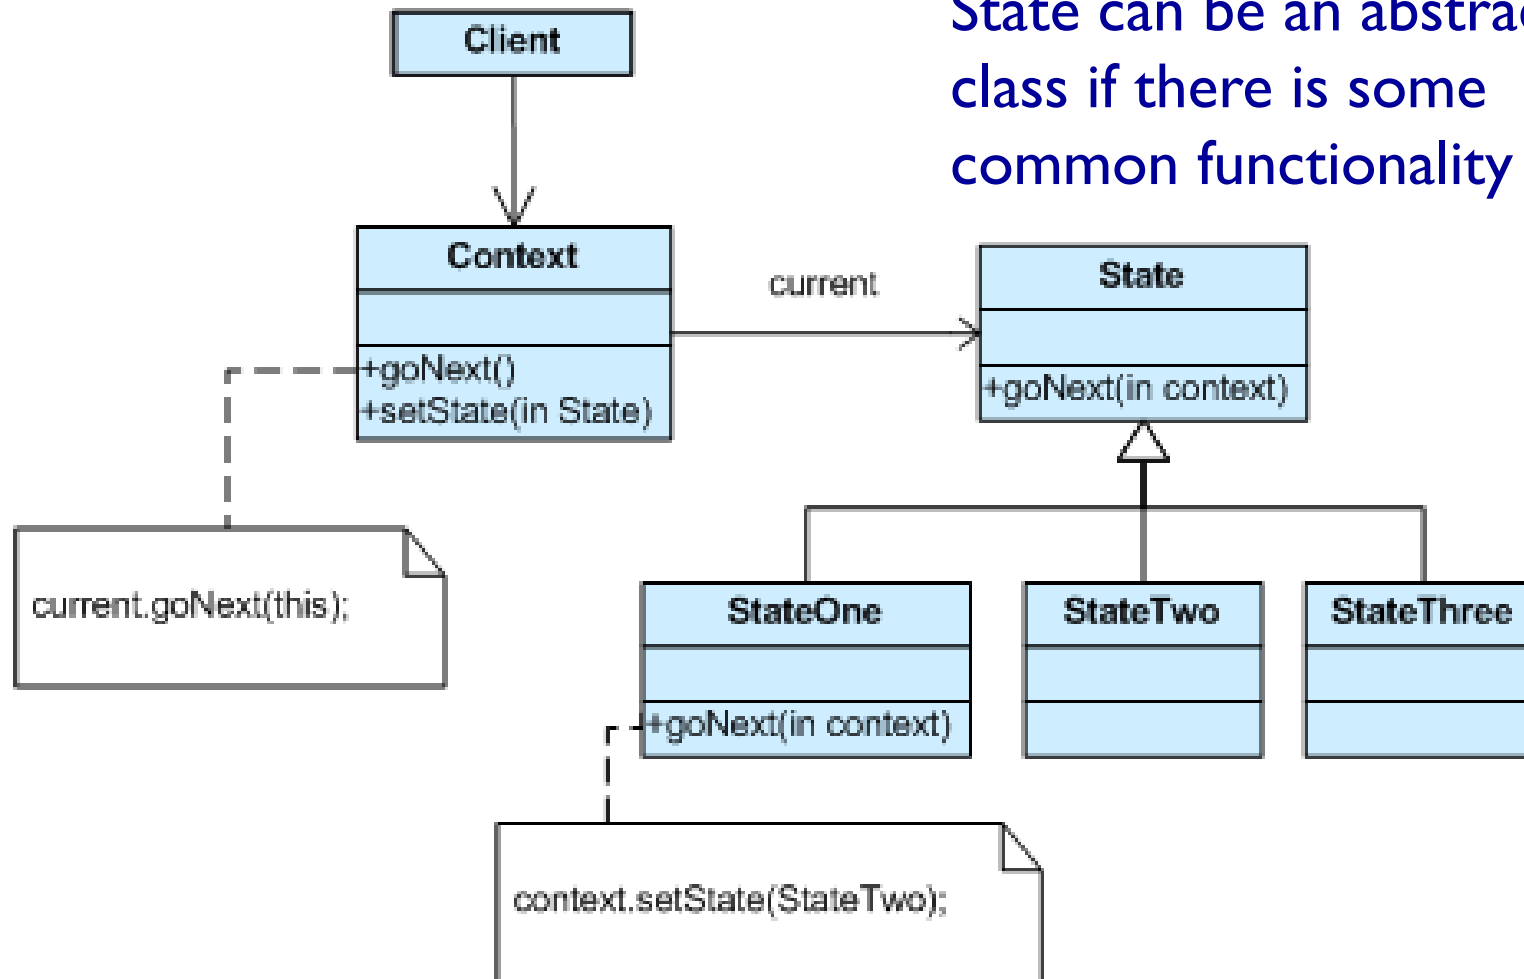 State can be an
class if there is some
common functionality
Client
Context
+goNext()
+setState(in State)
current
State
+goNext(in context)
current.goNext(this);
StateOne
+goNext(in context)
StateTwo
StateThree
context.setState(StateTwo);